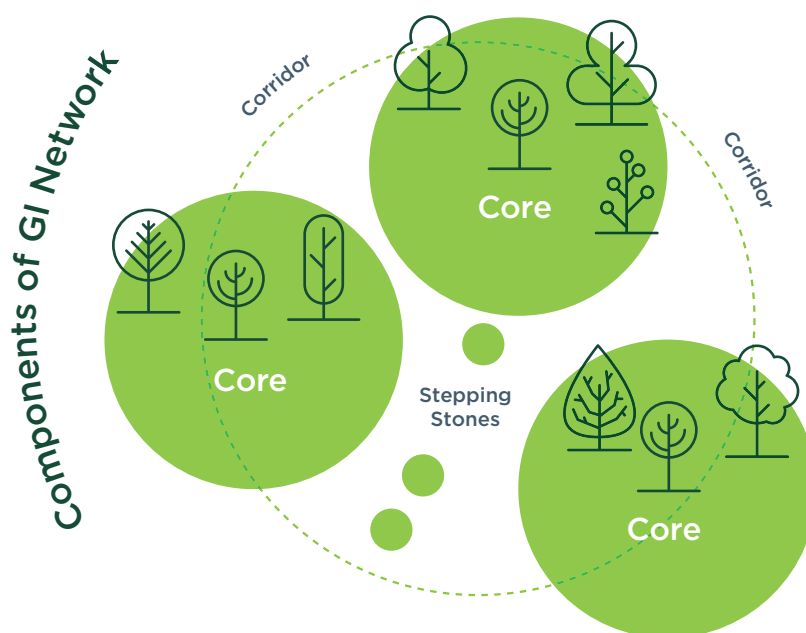 Components of GI Network
Corridor
Corridor
Core
Core
Stepping
Stones
Core